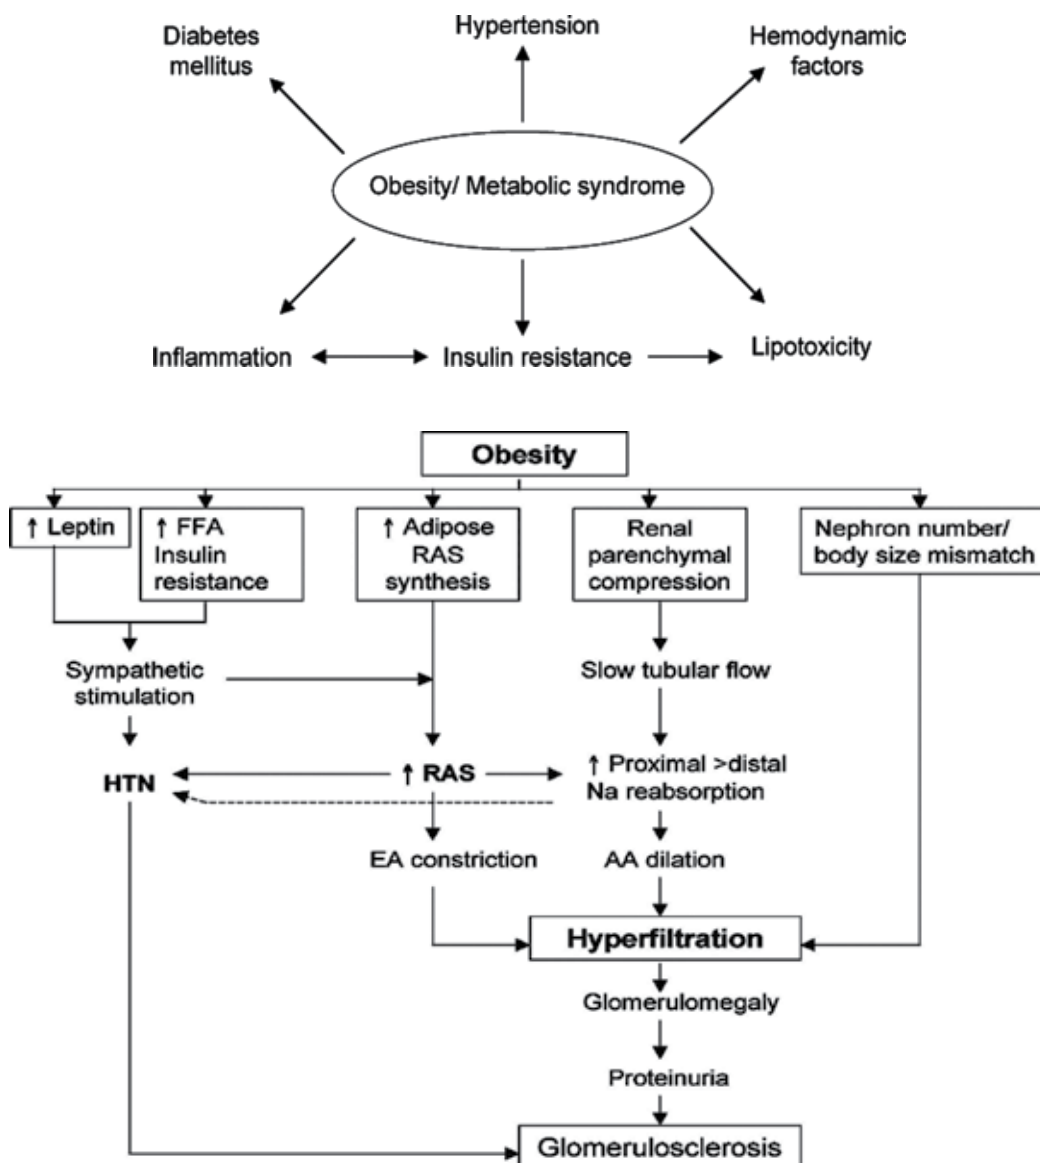 Diabetes
mellitus
Hypertension
Hemodynamic
factors
Obesity/ Metabolic syndrome
Inflammation
Insulin resistance
Lipotoxicity
Obesity
↑ Leptin
↑ FFA
Insulin
resistance
↑ Adipose
RAS
synthesis
Renal
parenchymal
compression
Nephron number/
body size mismatch
Sympathetic
stimulation
Slow tubular flow
HTN
↑ RAS
↑ Proximal >distal
Na reabsorption
EA constriction
AA dilation
Hyperfiltration
Glomerulomegaly
Proteinuria
Glomerulosclerosis